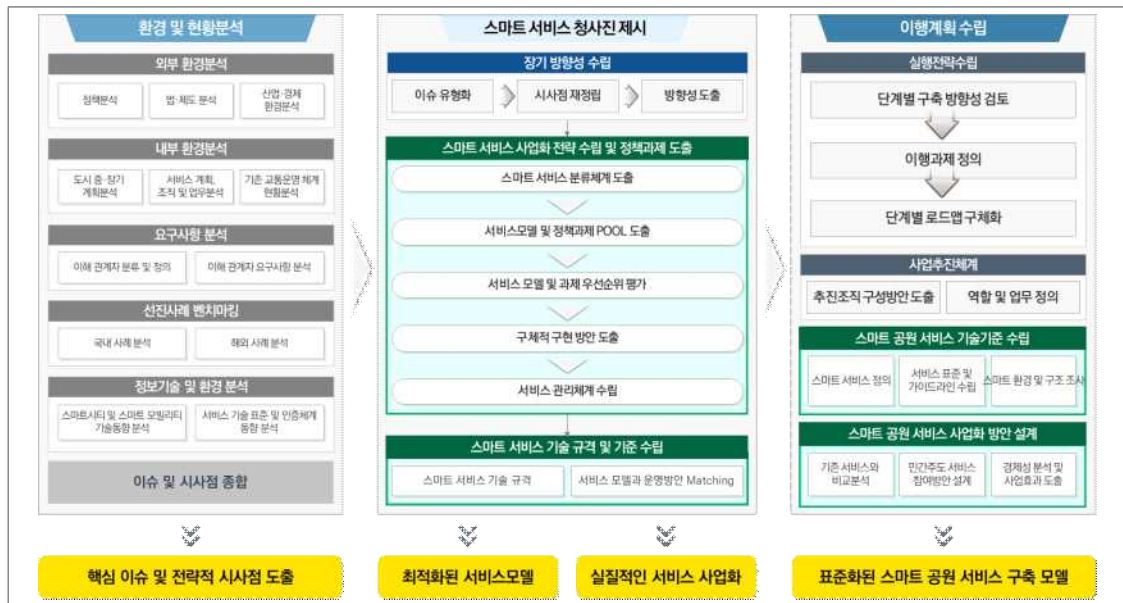 환경 및 현황분석
외부 환경분석
정책분석
법·제도 분석
산업·경제
환경분석
내부 환경분석
도시 중·장기
계획분석
서비스 계획,
조직 및 업무분석
기존 교통운영 체계
현황분석
요구사항 분석
이해 관계자 분류 및 정의
이해 관계자 요구사항 분석
선진사례 벤치마킹
국내 사례 분석
해외 사례 분석
정보기술 및 환경 분석
스마트시티 및 스마트 모빌리티
기술동향 분석
서비스 기술 표준 및 인증체계
동향 분석
이슈 및 시사점 종합
핵심 이슈 및 전략적 시사점 도출
스마트 서비스 청사진 제시
장기 방향성 수립
이슈 유형화
시사점 재정립
방향성 도출
스마트 서비스 사업화 전략 수립 및 정책과제 도출
스마트 서비스 분류체계 도출
서비스모델 및 정책과제 POOL 도출
서비스 모델 및 과제 우선순위 평가
구체적 구현 방안 도출
서비스 관리체계 수립
스마트 서비스 기술 규격 및 기준 수립
스마트 서비스 기술 규격
서비스 모델과 운영방안 Matching
최적화된 서비스모델
실질적인 서비스 사업화
이행계획 수립
실행전략수립
단계별 구축 방향성 검토
이행과제 정의
단계별 로드맵 구체화
사업추진체계
추진조직 구성방안 도출
역할 및 업무 정의
스마트 공원 서비스 기술기준 수립
스마트 서비스 정의
서비스 표준 및
가이드라인 수립
스마트 환경 및 구조 조사
스마트 공원 서비스 사업화 방안 설계
기존 서비스와
비교분석
민간주도 서비스
참여방안 설계
경제성 분석 및
사업효과 도출
표준화된 스마트 공원 서비스 구축 모델